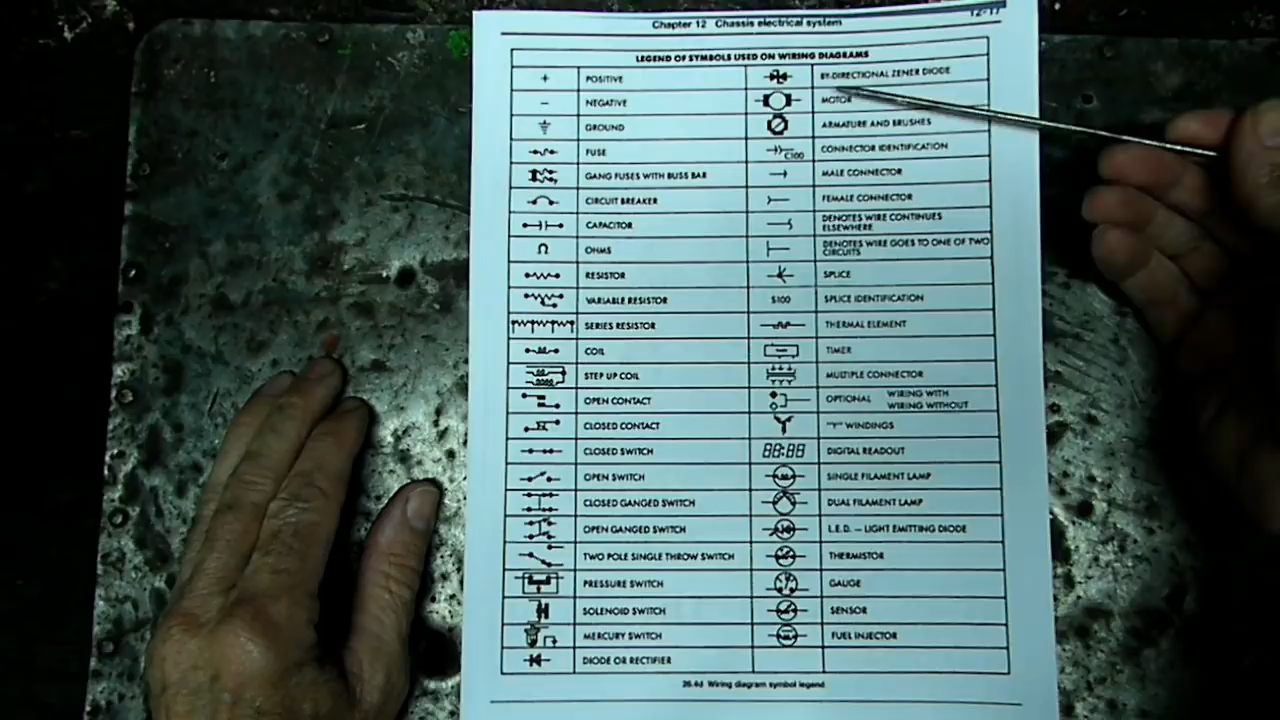 12-17
Chapter 12 Chassis electrical system
LEGEND OF SYMBOLS USED ON WIRING DIAGRAMS
+ POSITIVE
BY-DIRECTIONAL ZENER DIODE
− NEGATIVE
MOTOR
GROUND
ARMATURE AND BRUSHES
FUSE
C100 CONNECTOR IDENTIFICATION
GANG FUSES WITH BUSS BAR
MALE CONNECTOR
CIRCUIT BREAKER
FEMALE CONNECTOR
CAPACITOR
DENOTES WIRE CONTINUES
ELSEWHERE
Ω OHMS
DENOTES WIRE GOES TO ONE OF TWO
CIRCUITS
RESISTOR
SPLICE
VARIABLE RESISTOR
S100 SPLICE IDENTIFICATION
SERIES RESISTOR
THERMAL ELEMENT
COIL
TIMER
STEP UP COIL
MULTIPLE CONNECTOR
OPEN CONTACT
OPTIONAL WIRING WITH
WIRING WITHOUT
CLOSED CONTACT
"Y" WINDINGS
CLOSED SWITCH
88:88 DIGITAL READOUT
OPEN SWITCH
SINGLE FILAMENT LAMP
CLOSED GANGED SWITCH
DUAL FILAMENT LAMP
OPEN GANGED SWITCH
L.E.D. — LIGHT EMITTING DIODE
TWO POLE SINGLE THROW SWITCH
THERMISTOR
PRESSURE SWITCH
GAUGE
SOLENOID SWITCH
SENSOR
MERCURY SWITCH
FUEL INJECTOR
DIODE OR RECTIFIER
26.4d Wiring diagram symbol legend